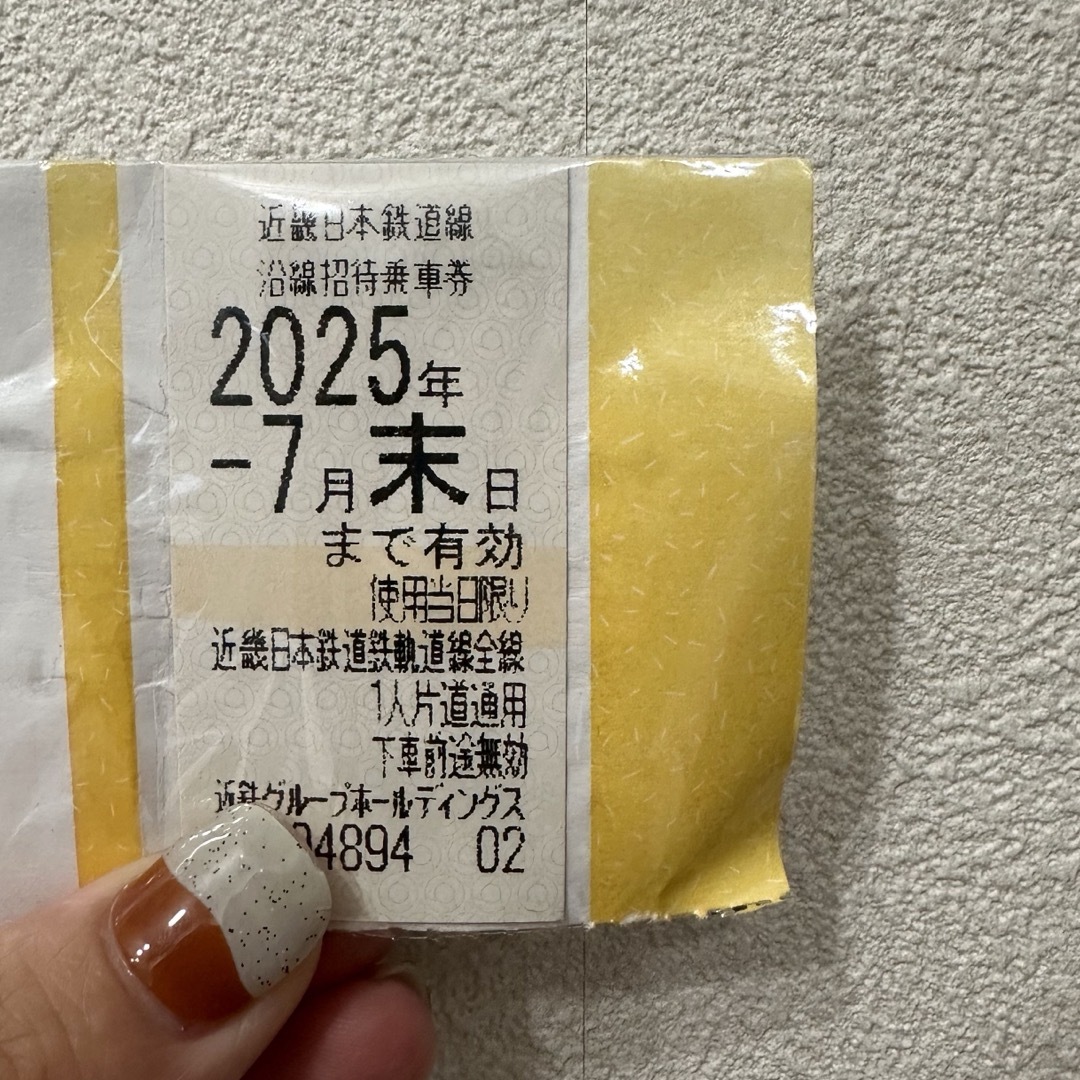 近畿日本鉄道線
沿線招待乗車券
2025年
-7月末日
まで有効
使用当日限り
近畿日本鉄道鉄軌道線全線
1人片道通用
下車前途無効
近鉄グループホールディングス
4894 02